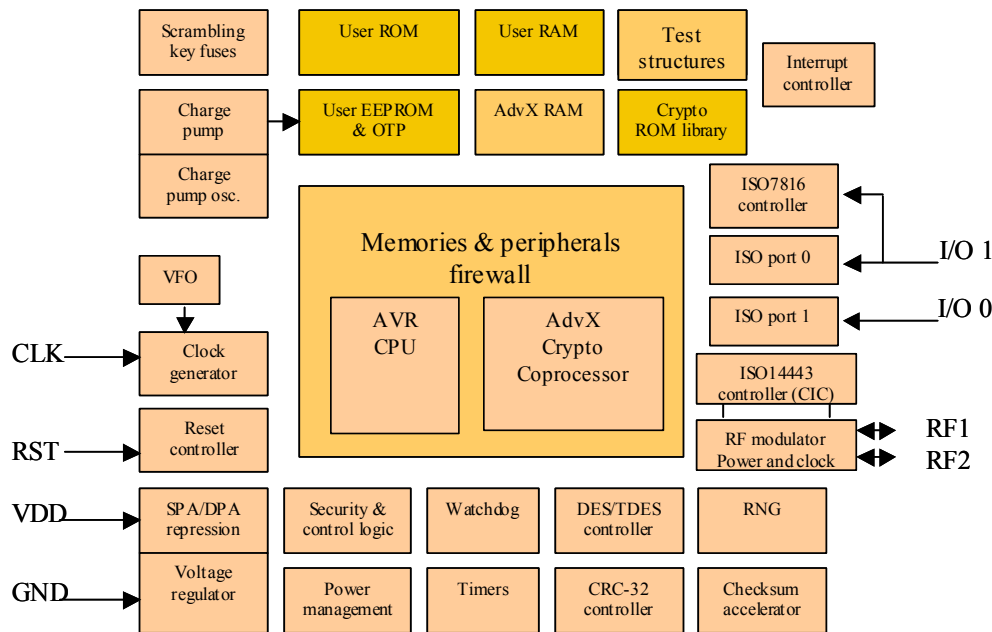 Scrambling
key fuses
User ROM
User RAM
Test
structures
Interrupt
controller
Charge
pump
User EEPROM
& OTP
AdvX RAM
Crypto
ROM library
Charge
pump osc.
ISO7816
controller
Memories & peripherals
firewall
ISO port 0
I/O 1
VFO
AVR
CPU
AdvX
Crypto
Coprocessor
ISO port 1
I/O 0
CLK
Clock
generator
ISO14443
controller (CIC)
RST
Reset
controller
RF modulator
Power and clock
RF1
RF2
VDD
SPA/DPA
repression
Security &
control logic
Watchdog
DES/TDES
controller
RNG
GND
Voltage
regulator
Power
management
Timers
CRC-32
controller
Checksum
accelerator